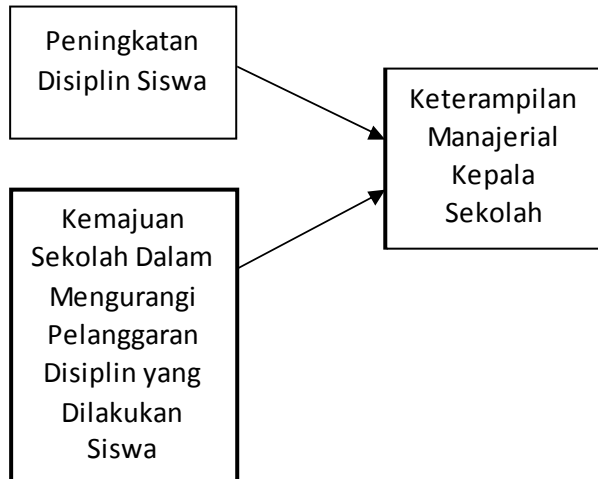 Peningkatan
Disiplin Siswa
Keterampilan
Manajerial
Kepala
Sekolah
Kemajuan
Sekolah Dalam
Mengurangi
Pelanggaran
Disiplin yang
Dilakukan
Siswa